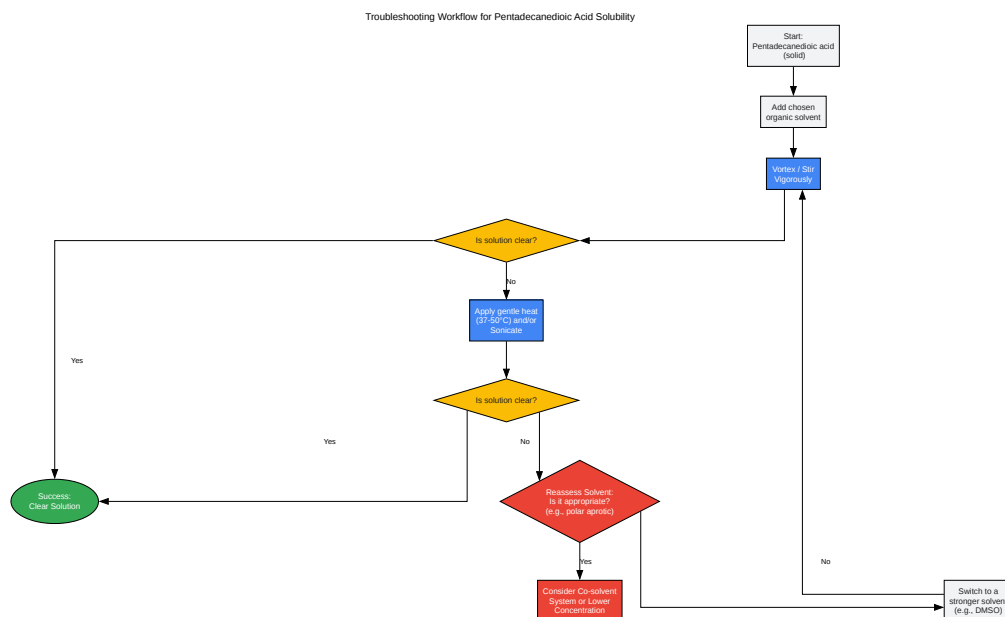 Troubleshooting Workflow for Pentadecanedioic Acid Solubility
Start:
Pentadecanedioic acid
(solid)
Add chosen
organic solvent
Vortex / Stir
Vigorously
Is solution clear?
No
Apply gentle heat
(37-50°C) and/or
Sonicate
Yes
Is solution clear?
Yes
No
Success:
Clear Solution
Reassess Solvent:
Is it appropriate?
(e.g., polar aprotic)
Yes
No
Consider Co-solvent
System or Lower
Concentration
Switch to a
stronger solvent
(e.g., DMSO)